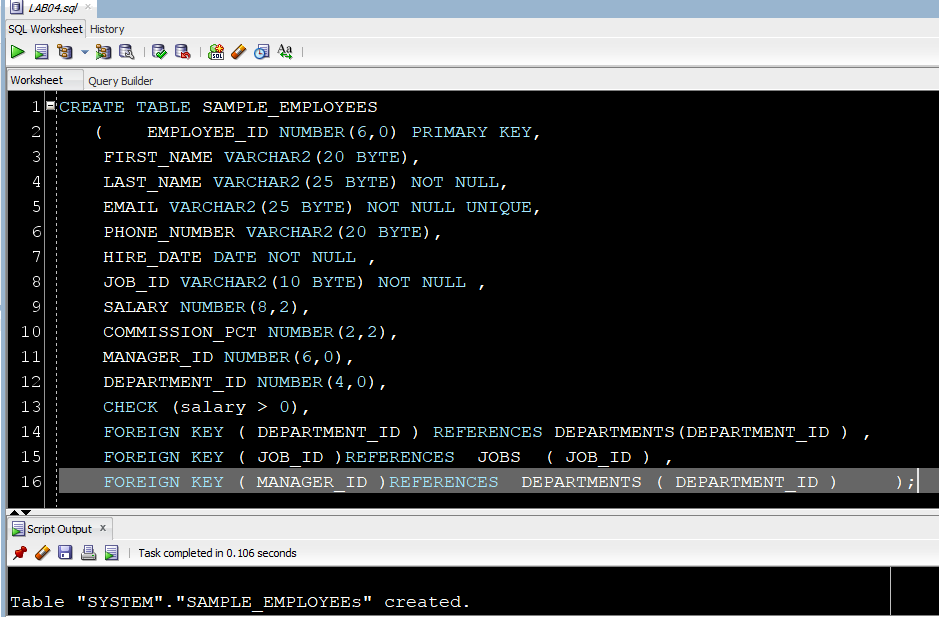 LAB04.sql ×
SQL Worksheet History
SQL Aa
Worksheet Query Builder
1 CREATE TABLE SAMPLE_EMPLOYEES
2 ( EMPLOYEE_ID NUMBER(6,0) PRIMARY KEY,
3 FIRST_NAME VARCHAR2(20 BYTE),
4 LAST_NAME VARCHAR2(25 BYTE) NOT NULL,
5 EMAIL VARCHAR2(25 BYTE) NOT NULL UNIQUE,
6 PHONE_NUMBER VARCHAR2(20 BYTE),
7 HIRE_DATE DATE NOT NULL ,
8 JOB_ID VARCHAR2(10 BYTE) NOT NULL ,
9 SALARY NUMBER(8,2),
10 COMMISSION_PCT NUMBER(2,2),
11 MANAGER_ID NUMBER(6,0),
12 DEPARTMENT_ID NUMBER(4,0),
13 CHECK (salary > 0),
14 FOREIGN KEY ( DEPARTMENT_ID ) REFERENCES DEPARTMENTS(DEPARTMENT_ID ) ,
15 FOREIGN KEY ( JOB_ID )REFERENCES JOBS ( JOB_ID ) ,
16 FOREIGN KEY ( MANAGER_ID )REFERENCES DEPARTMENTS ( DEPARTMENT_ID ) );
Script Output ×
Task completed in 0.106 seconds
Table "SYSTEM"."SAMPLE_EMPLOYEEs" created.